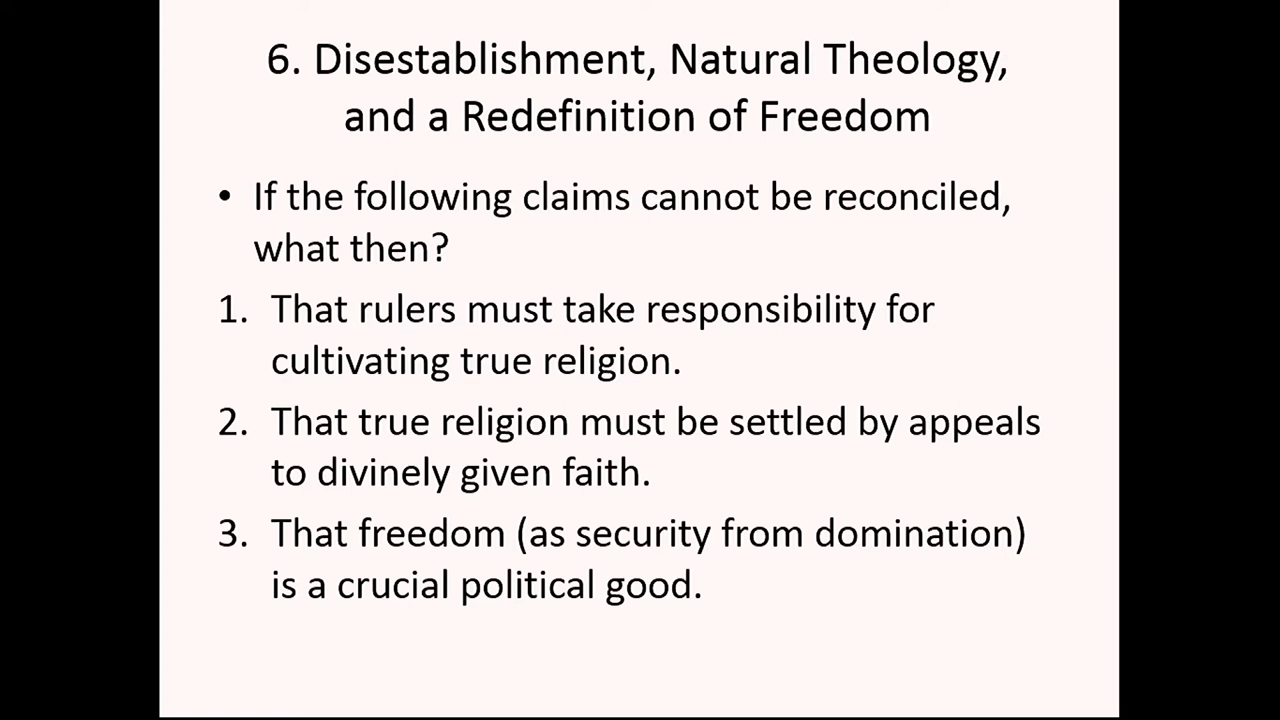 6. Disestablishment, Natural Theology,
and a Redefinition of Freedom
• If the following claims cannot be reconciled,
what then?
1. That rulers must take responsibility for
cultivating true religion.
2. That true religion must be settled by appeals
to divinely given faith.
3. That freedom (as security from domination)
is a crucial political good.